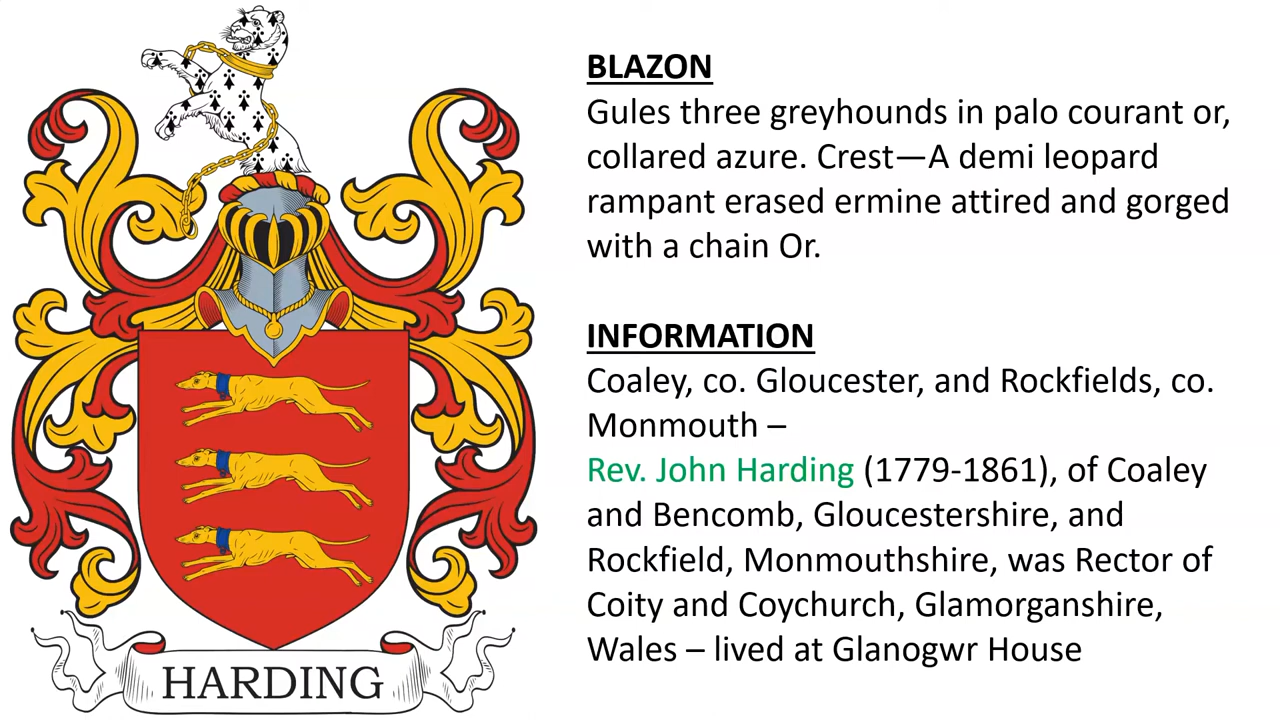 BLAZON
Gules three greyhounds in palo courant or,
collared azure. Crest—A demi leopard
rampant erased ermine attired and gorged
with a chain Or.
INFORMATION
Coaley, co. Gloucester, and Rockfields, co.
Monmouth –
Rev. John Harding (1779-1861), of Coaley
and Bencomb, Gloucestershire, and
Rockfield, Monmouthshire, was Rector of
Coity and Coychurch, Glamorganshire,
Wales – lived at Glanogwr House
HARDING